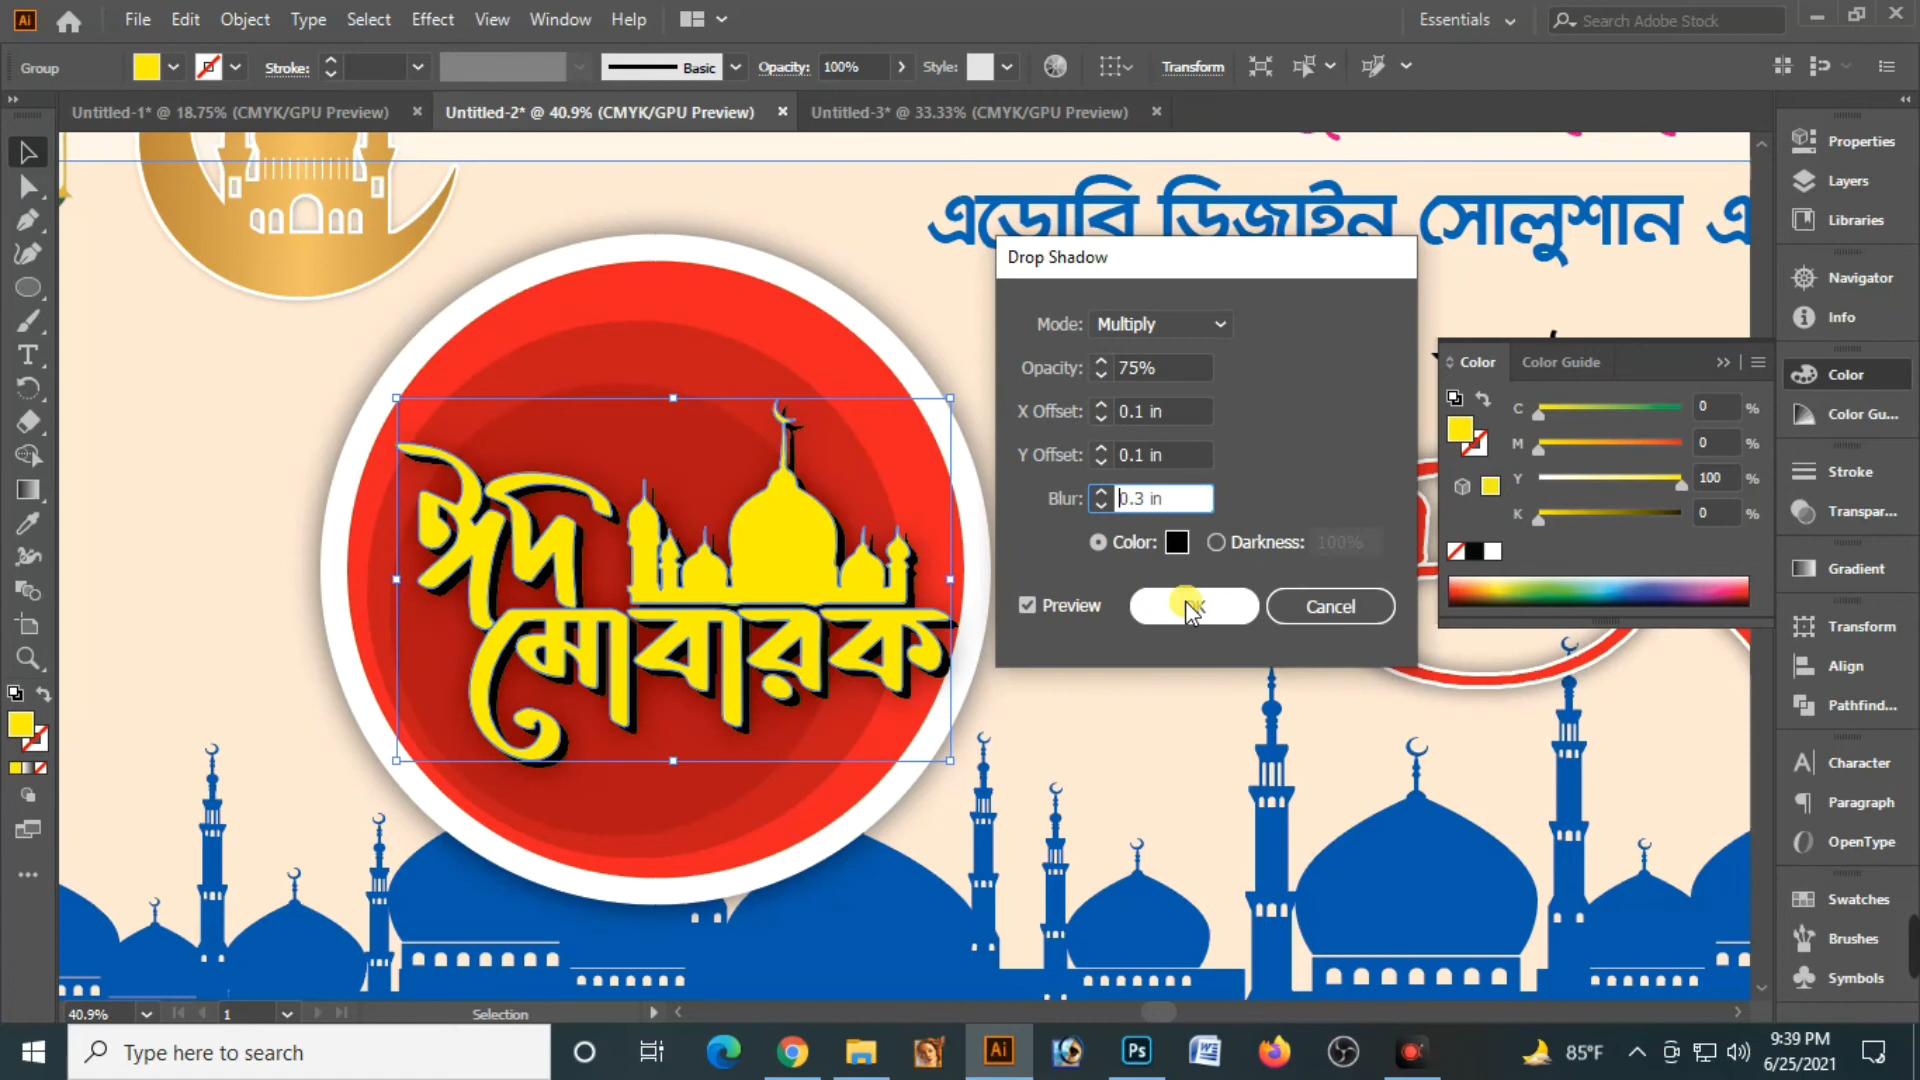 File Edit Object Type Select Effect View Window Help
Essentials
Search Adobe Stock
Group
Stroke:
Basic
Opacity: 100%
Style:
Transform
Untitled-1* @ 18.75% (CMYK/GPU Preview)
Untitled-2* @ 40.9% (CMYK/GPU Preview)
Untitled-3* @ 33.33% (CMYK/GPU Preview)
এডোবি ডিজাইন সোলুশান এ
Drop Shadow
Mode: Multiply
Opacity: 75%
X Offset: 0.1 in
Y Offset: 0.1 in
Blur: 0.3 in
Color: Darkness: 100%
Preview
Cancel
ঈদ
মোবারক
Color Color Guide
C 0 %
M 0 %
Y 100 %
K 0 %
Properties
Layers
Libraries
Navigator
Info
Color
Color Gu...
Stroke
Transpar...
Gradient
Transform
Align
Pathfind...
Character
Paragraph
OpenType
Swatches
Brushes
Symbols
40.9%
1
Selection
Type here to search
Ai
Ps
85°F
9:39 PM
6/25/2021